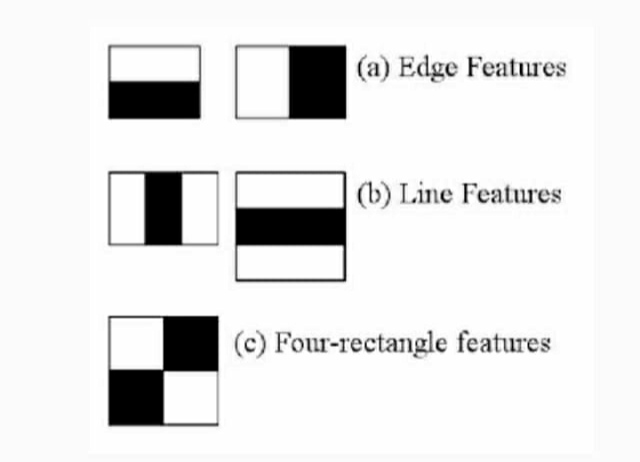 (a) Edge Features
(b) Line Features
(c) Four-rectangle features